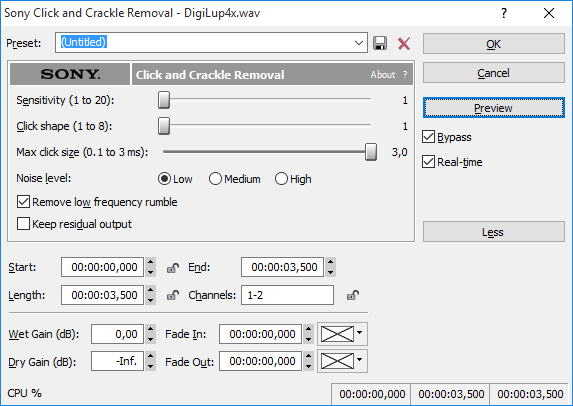 Sony Click and Crackle Removal - DigiLup4x.wav
Preset: (Untitled) OK
SONY. Click and Crackle Removal About ? Cancel
Sensitivity (1 to 20): 1 Preview
Click shape (1 to 8): 1 Bypass
Max click size (0.1 to 3 ms): 3,0 Real-time
Noise level: Low Medium High
Remove low frequency rumble
Keep residual output Less
Start: 00:00:00,000 End: 00:00:03,500
Length: 00:00:03,500 Channels: 1-2
Wet Gain (dB): 0,00 Fade In: 00:00:00,000
Dry Gain (dB): -Inf. Fade Out: 00:00:00,000
CPU % 00:00:00,000 00:00:03,500 00:00:03,500